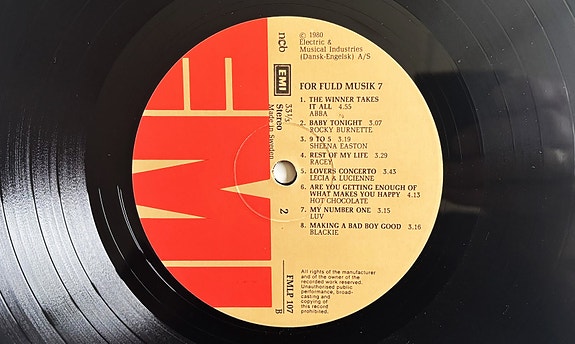 ℗ 1980
Electric &
Musical Industries
(Dansk-Engelsk) A/S
ncb
EMI
33⅓
Stereo
Made in Sweden
FOR FULD MUSIK 7
1. THE WINNER TAKES
IT ALL 4.55
ABBA
2. BABY TONIGHT 3.07
ROCKY BURNETTE
3. 9 TO 5 3.19
SHEENA EASTON
4. REST OF MY LIFE 3.29
RACEY
5. LOVERS CONCERTO 3.43
LECIA & LUCIENNE
6. ARE YOU GETTING ENOUGH OF
WHAT MAKES YOU HAPPY 4.13
HOT CHOCOLATE
7. MY NUMBER ONE 3.15
LUV
8. MAKING A BAD BOY GOOD 3.16
BLACKIE
2
All rights of the manufacturer
and of the owner of the
recorded work reserved.
Unauthorised public
performance, broad-
casting and
copying of
this record
prohibited.
FMLP 107
B
EMI